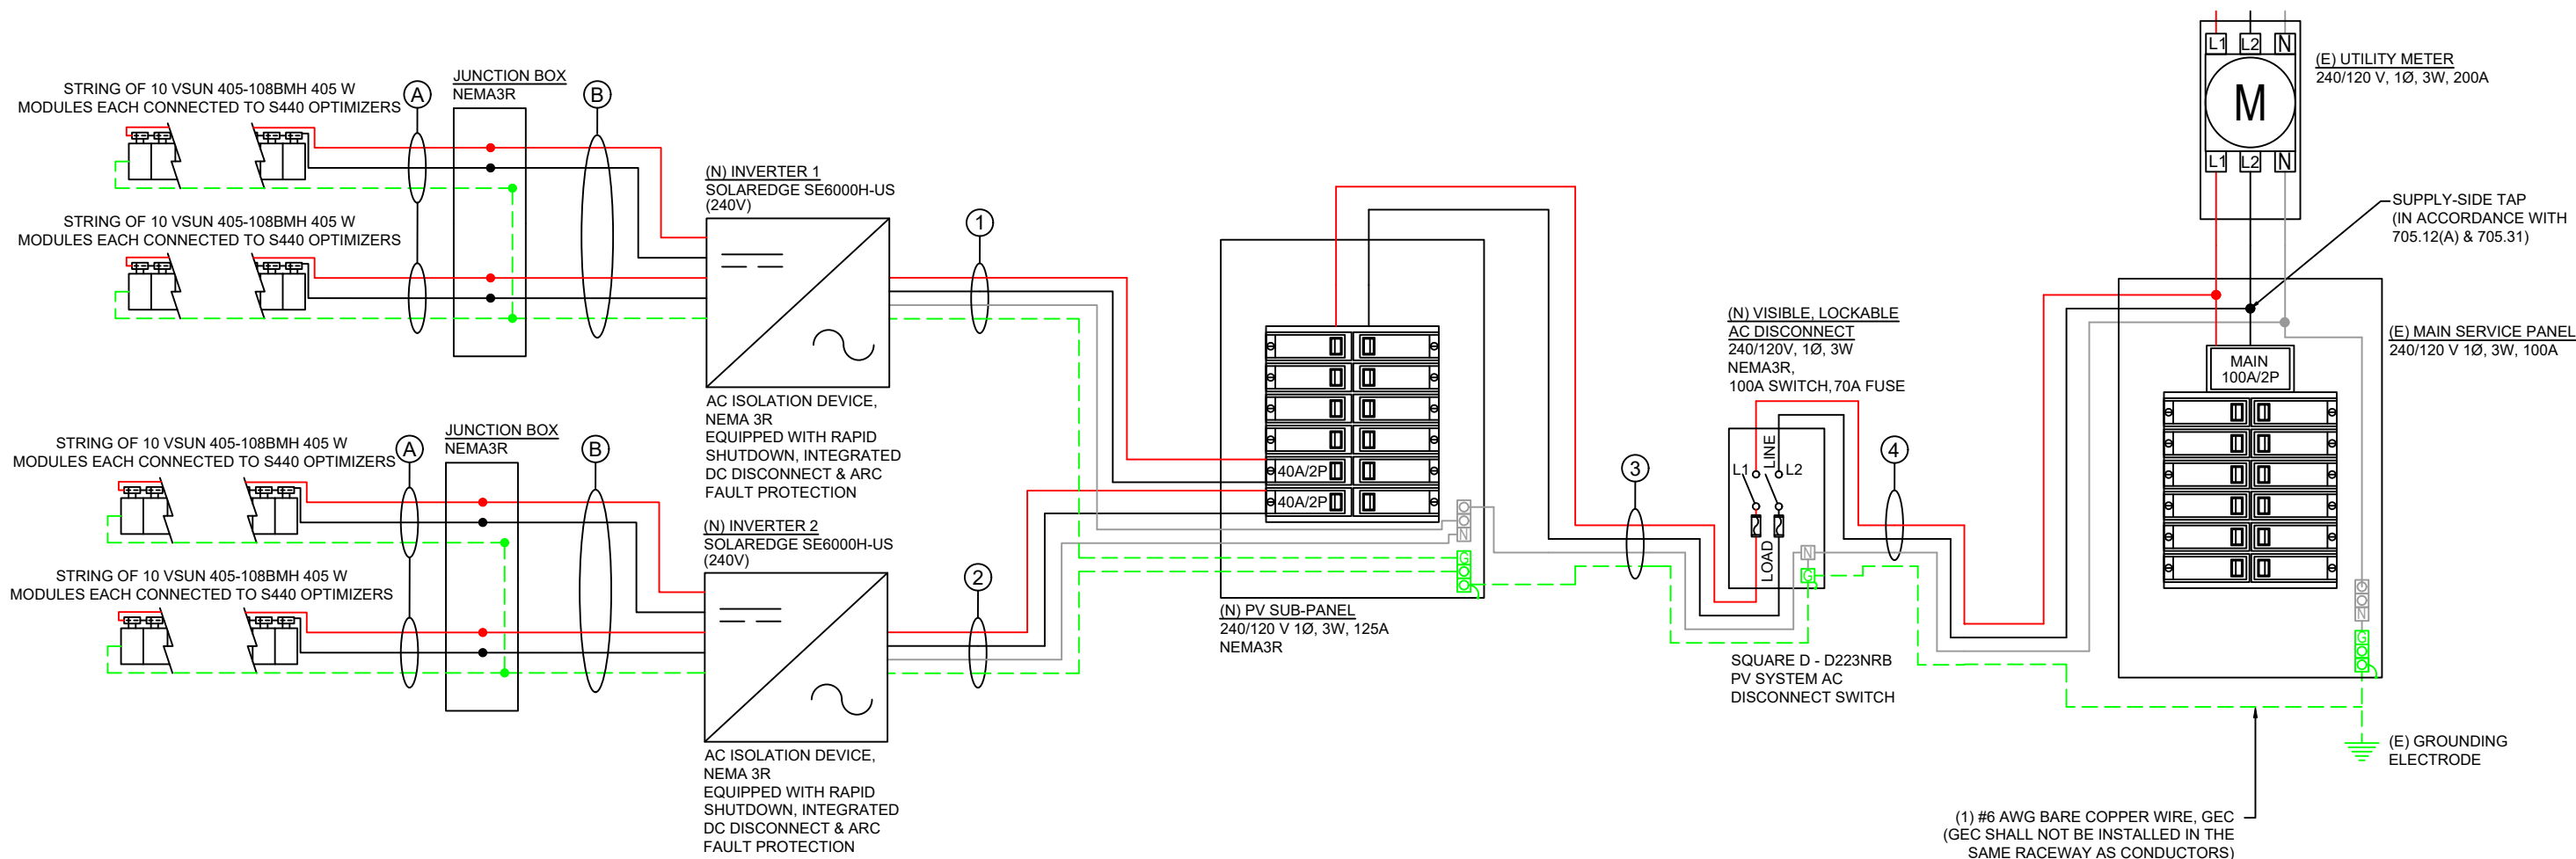 STRING OF 10 VSUN 405-108BMH 405 W
MODULES EACH CONNECTED TO S440 OPTIMIZERS
A
JUNCTION BOX
NEMA3R
B
STRING OF 10 VSUN 405-108BMH 405 W
MODULES EACH CONNECTED TO S440 OPTIMIZERS
(N) INVERTER 1
SOLAREDGE SE6000H-US
(240V)
AC ISOLATION DEVICE,
NEMA 3R
EQUIPPED WITH RAPID
SHUTDOWN, INTEGRATED
DC DISCONNECT & ARC
FAULT PROTECTION
1
STRING OF 10 VSUN 405-108BMH 405 W
MODULES EACH CONNECTED TO S440 OPTIMIZERS
A
JUNCTION BOX
NEMA3R
B
STRING OF 10 VSUN 405-108BMH 405 W
MODULES EACH CONNECTED TO S440 OPTIMIZERS
(N) INVERTER 2
SOLAREDGE SE6000H-US
(240V)
AC ISOLATION DEVICE,
NEMA 3R
EQUIPPED WITH RAPID
SHUTDOWN, INTEGRATED
DC DISCONNECT & ARC
FAULT PROTECTION
2
40A/2P
40A/2P
N
G
(N) PV SUB-PANEL
240/120 V 1Ø, 3W, 125A
NEMA3R
3
(N) VISIBLE, LOCKABLE
AC DISCONNECT
240/120V, 1Ø, 3W
NEMA3R,
100A SWITCH, 70A FUSE
L1
LINE
L2
LOAD
N
G
SQUARE D - D223NRB
PV SYSTEM AC
DISCONNECT SWITCH
4
L1 L2 N
M
L1 L2 N
(E) UTILITY METER
240/120 V, 1Ø, 3W, 200A
SUPPLY-SIDE TAP
(IN ACCORDANCE WITH
705.12(A) & 705.31)
(E) MAIN SERVICE PANEL
240/120 V 1Ø, 3W, 100A
MAIN
100A/2P
N
G
(E) GROUNDING
ELECTRODE
(1) #6 AWG BARE COPPER WIRE, GEC
(GEC SHALL NOT BE INSTALLED IN THE
SAME RACEWAY AS CONDUCTORS)